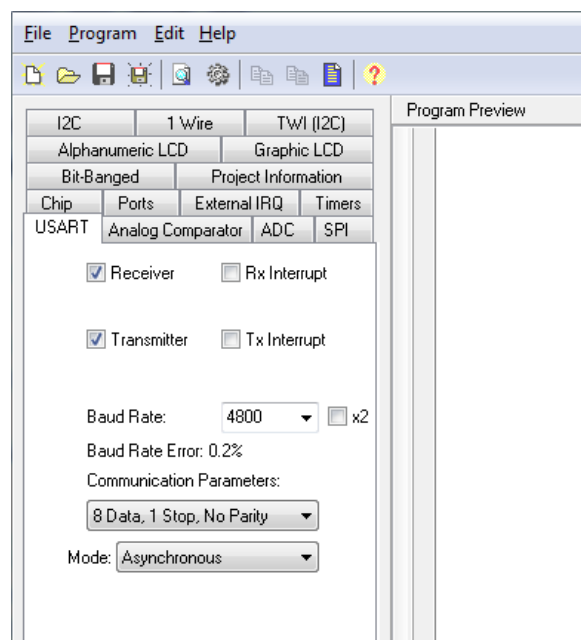 File Program Edit Help
?
Program Preview
I2C 1 Wire TWI (I2C)
Alphanumeric LCD Graphic LCD
Bit-Banged Project Information
Chip Ports External IRQ Timers
USART Analog Comparator ADC SPI
Receiver Rx Interrupt
Transmitter Tx Interrupt
Baud Rate: 4800 x2
Baud Rate Error: 0.2%
Communication Parameters:
8 Data, 1 Stop, No Parity
Mode: Asynchronous